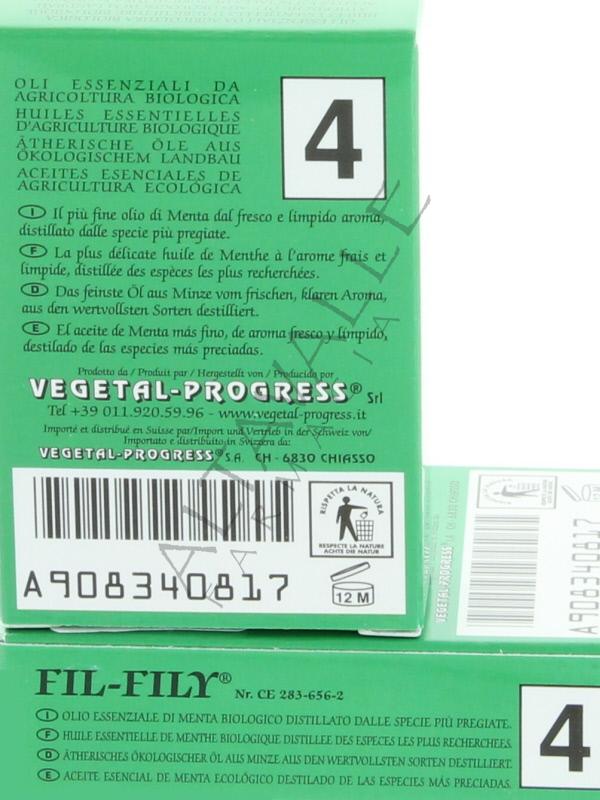 OLI ESSENZIALI DA
AGRICOLTURA BIOLOGICA
HUILES ESSENTIELLES
D'AGRICULTURE BIOLOGIQUE
ÄTHERISCHE ÖLE AUS
ÖKOLOGISCHEM LANDBAU
ACEITES ESENCIALES DE
AGRICULTURA ECOLÓGICA
4
I Il più fine olio di Menta dal fresco e limpido aroma,
distillato dalle specie più pregiate.
F La plus délicate huile de Menthe à l'arome frais et
limpide, distillée des espèces les plus recherchées.
D Das feinste Öl aus Minze vom frischen, klaren Aroma,
aus den wertvollsten Sorten destilliert.
E El aceite de Menta más fino, de aroma fresco y limpido,
destilado de las especies más preciadas.
Prodotto da / Produit par / Hergestellt von / Producido por
VEGETAL-PROGRESS® Srl
Tel +39 011.920.59.96 - www.vegetal-progress.it
Importé et distribué en Suisse par/Import und Vertrieb in der Schweiz von/
Importato e distribuito in Svizzera da:
VEGETAL-PROGRESS® S.A. CH - 6830 CHIASSO
RISPETTA LA NATURA
RESPECTE LA NATURE
ACHTE DIE NATUR
A908340817
12 M
ALTAVALLE
FARMACIA
VEGETAL-PROGRESS
A908340817
12 M
FIL-FILY® Nr. CE 283-656-2
I OLIO ESSENZIALE DI MENTA BIOLOGICO DISTILLATO DALLE SPECIE PIÙ PREGIATE.
F HUILE ESSENTIELLE DE MENTHE BIOLOGIQUE DISTILLEE DES ESPECES LES PLUS RECHERCHEES.
D ÄTHERISCHES ÖKOLOGISCHER ÖL AUS MINZE AUS DEN WERTVOLLSTEN SORTEN DESTILLIERT.
E ACEITE ESENCIAL DE MENTA ECOLÓGICO DESTILADO DE LAS ESPECIES MÁS PRECIADAS.
4